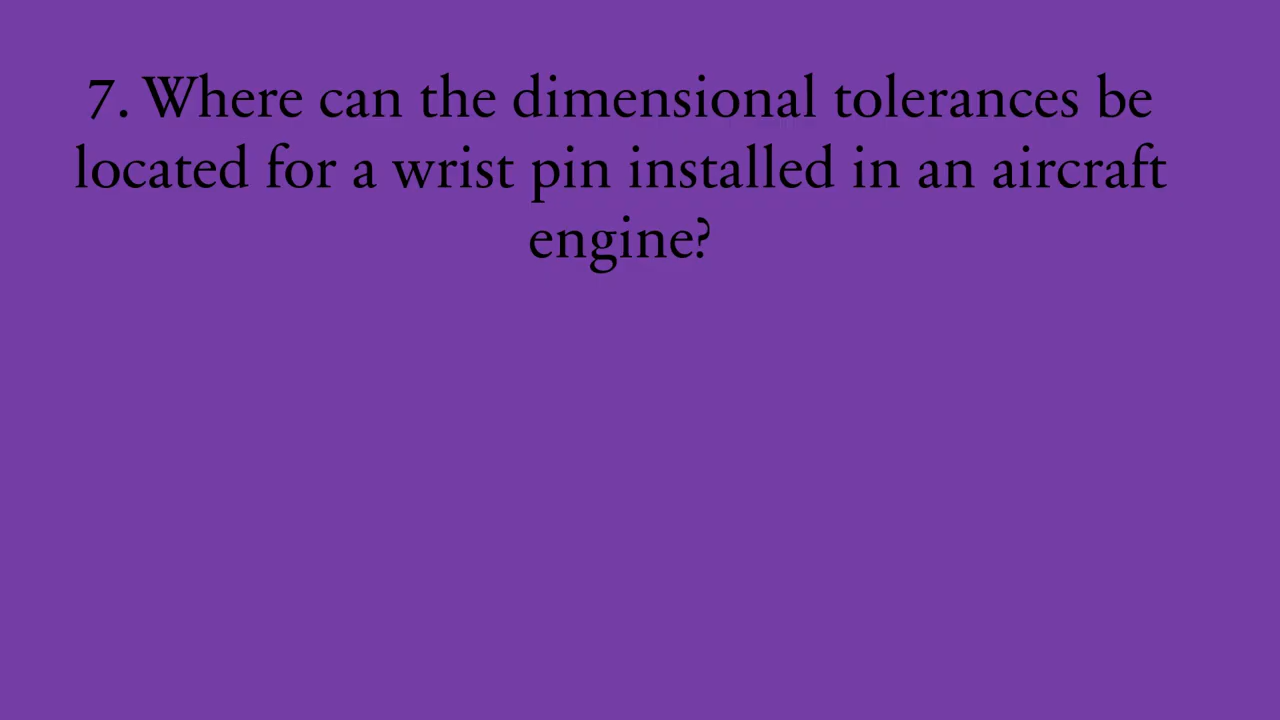 7. Where can the dimensional tolerances be
located for a wrist pin installed in an aircraft
engine?